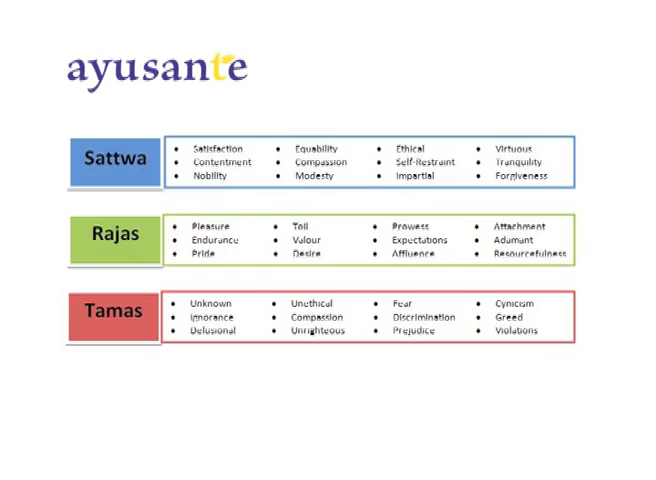 ayusante
Sattwa
• Satisfaction • Equability • Ethical • Virtuous
• Contentment • Compassion • Self-Restraint • Tranquility
• Nobility • Modesty • Impartial • Forgiveness
Rajas
• Pleasure • Toil • Prowess • Attachment
• Endurance • Valour • Expectations • Adamant
• Pride • Desire • Affluence • Resourcefulness
Tamas
• Unknown • Unethical • Fear • Cynicism
• Ignorance • Compassion • Discrimination • Greed
• Delusional • Unrighteous • Prejudice • Violations